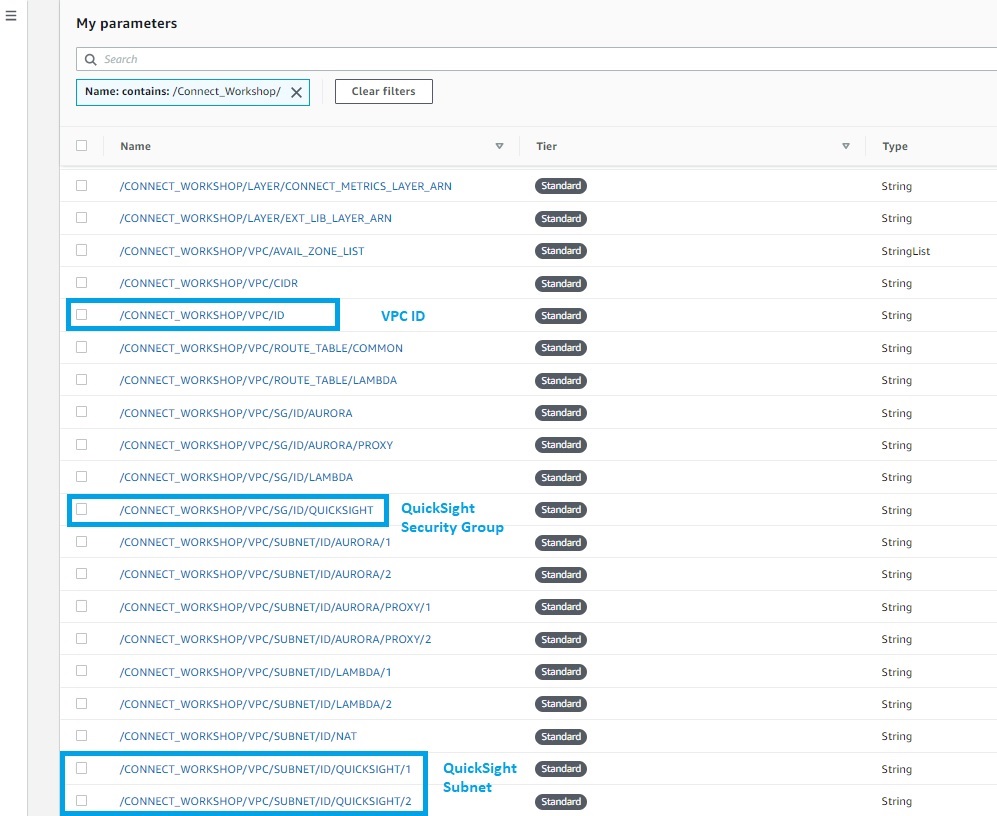 My parameters
Search
Name: contains: /Connect_Workshop/
Clear filters
Name Tier Type
/CONNECT_WORKSHOP/LAYER/CONNECT_METRICS_LAYER_ARN Standard String
/CONNECT_WORKSHOP/LAYER/EXT_LIB_LAYER_ARN Standard String
/CONNECT_WORKSHOP/VPC/AVAIL_ZONE_LIST Standard StringList
/CONNECT_WORKSHOP/VPC/CIDR Standard String
/CONNECT_WORKSHOP/VPC/ID VPC ID Standard String
/CONNECT_WORKSHOP/VPC/ROUTE_TABLE/COMMON Standard String
/CONNECT_WORKSHOP/VPC/ROUTE_TABLE/LAMBDA Standard String
/CONNECT_WORKSHOP/VPC/SG/ID/AURORA Standard String
/CONNECT_WORKSHOP/VPC/SG/ID/AURORA/PROXY Standard String
/CONNECT_WORKSHOP/VPC/SG/ID/LAMBDA Standard String
/CONNECT_WORKSHOP/VPC/SG/ID/QUICKSIGHT QuickSight Standard String
Security Group
/CONNECT_WORKSHOP/VPC/SUBNET/ID/AURORA/1 Standard String
/CONNECT_WORKSHOP/VPC/SUBNET/ID/AURORA/2 Standard String
/CONNECT_WORKSHOP/VPC/SUBNET/ID/AURORA/PROXY/1 Standard String
/CONNECT_WORKSHOP/VPC/SUBNET/ID/AURORA/PROXY/2 Standard String
/CONNECT_WORKSHOP/VPC/SUBNET/ID/LAMBDA/1 Standard String
/CONNECT_WORKSHOP/VPC/SUBNET/ID/LAMBDA/2 Standard String
/CONNECT_WORKSHOP/VPC/SUBNET/ID/NAT Standard String
/CONNECT_WORKSHOP/VPC/SUBNET/ID/QUICKSIGHT/1 QuickSight Standard String
Subnet
/CONNECT_WORKSHOP/VPC/SUBNET/ID/QUICKSIGHT/2 Standard String